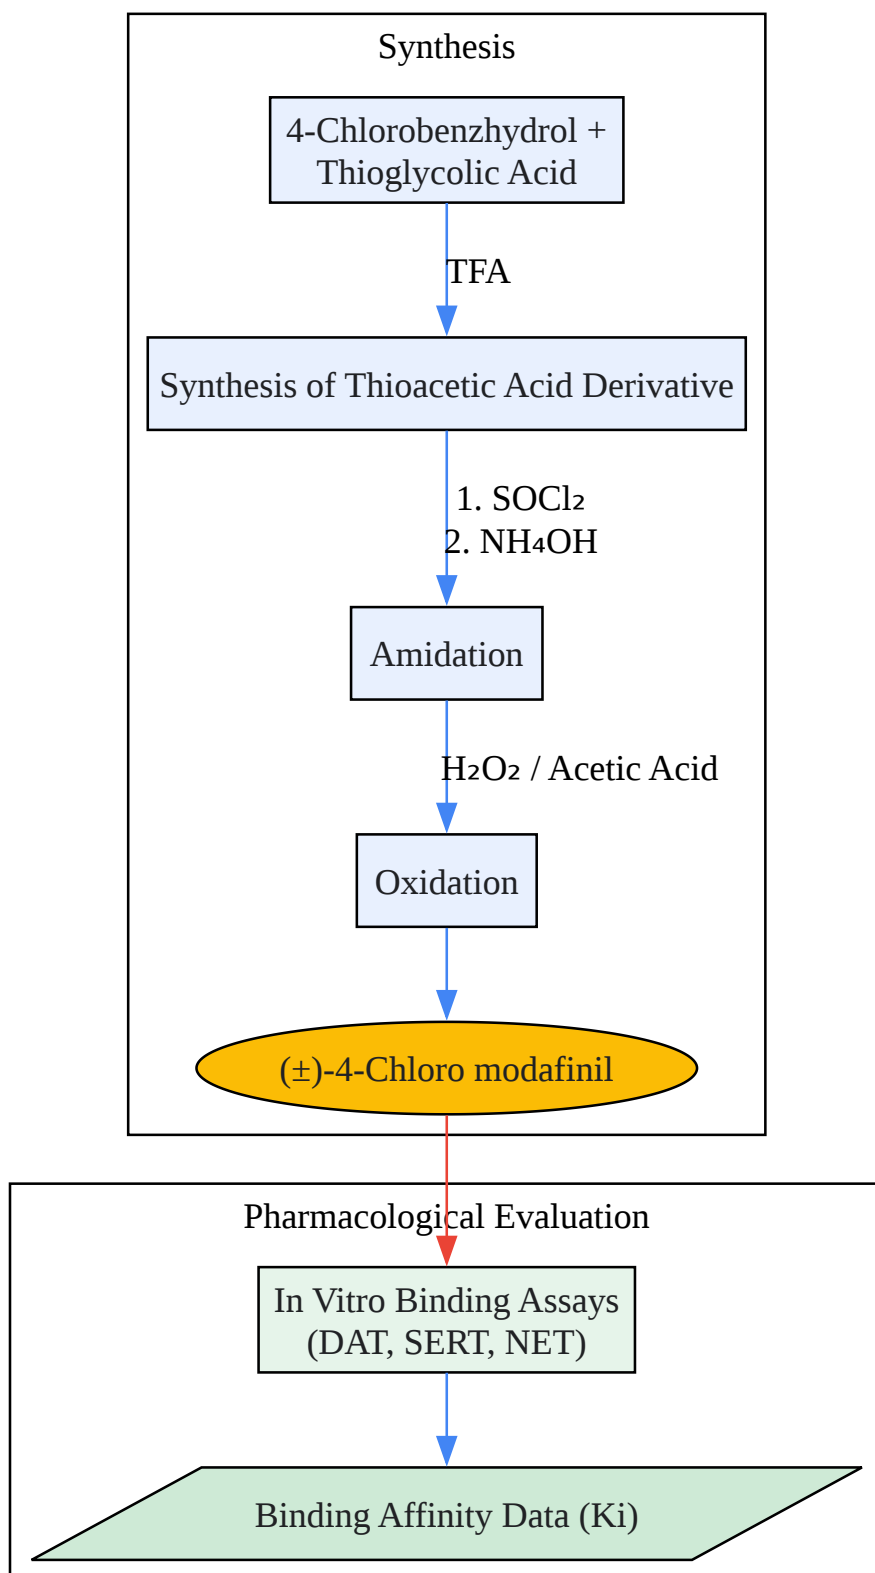 Synthesis
4-Chlorobenzhydrol +
Thioglycolic Acid
TFA
Synthesis of Thioacetic Acid Derivative
1. SOCl₂
2. NH₄OH
Amidation
H₂O₂ / Acetic Acid
Oxidation
(±)-4-Chloro modafinil
Pharmacological Evaluation
In Vitro Binding Assays
(DAT, SERT, NET)
Binding Affinity Data (Ki)